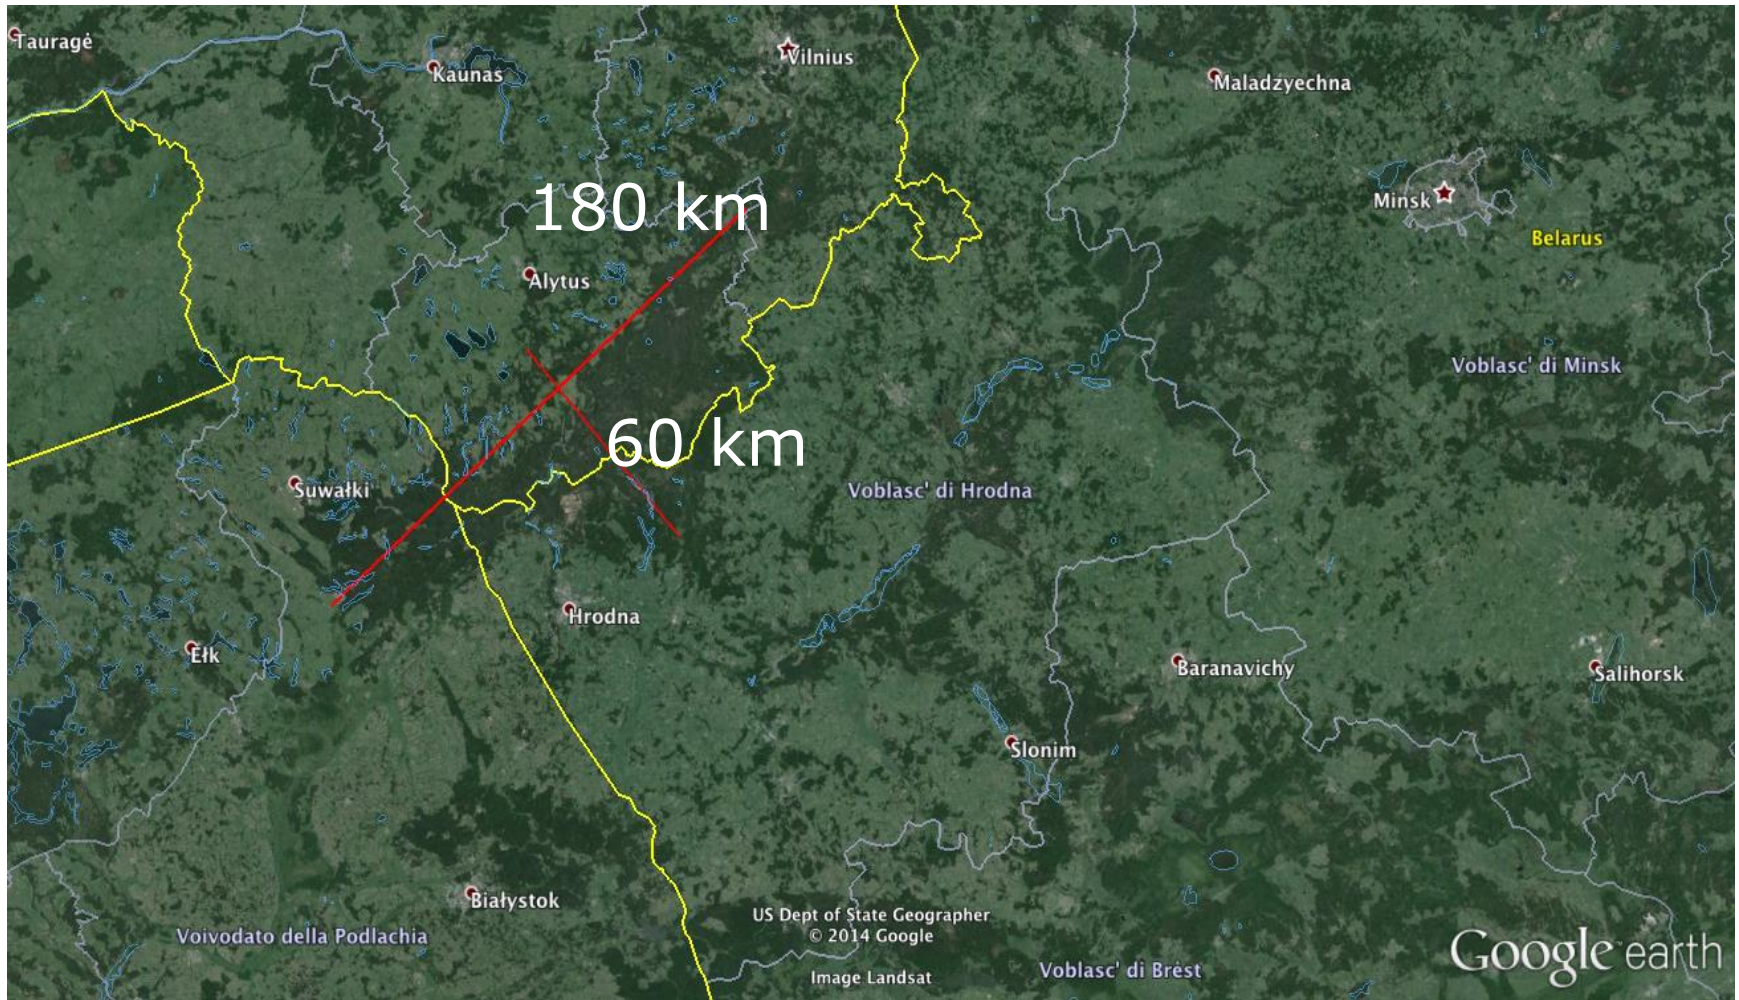 Tauragė
Kaunas
Vilnius
Maladzyechna
180 km
Minsk
Belarus
Alytus
Voblasc' di Minsk
60 km
Suwałki
Voblasc' di Hrodna
Hrodna
Ełk
Baranavichy
Salihorsk
Slonim
Białystok
US Dept of State Geographer
© 2014 Google
Voivodato della Podlachia
Image Landsat
Voblasc' di Brėst
Google earth